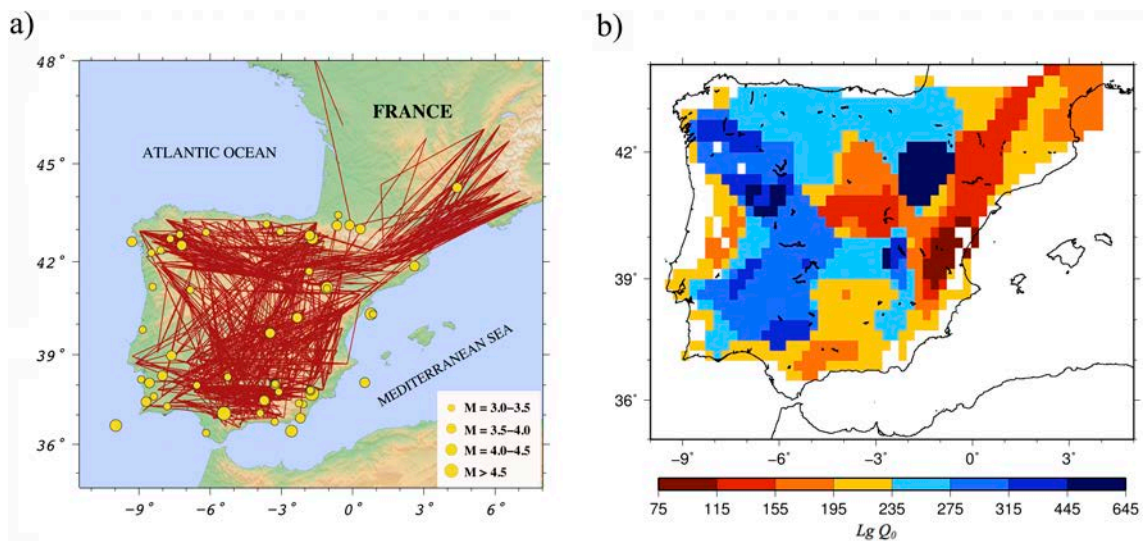 a)
48°
45°
42°
39°
36°
-9° -6° -3° 0° 3° 6°
FRANCE
ATLANTIC OCEAN
MEDITERRANEAN SEA
M = 3.0-3.5
M = 3.5-4.0
M = 4.0-4.5
M > 4.5
b)
42°
39°
36°
-9° -6° -3° 0° 3°
75 115 155 195 235 275 315 445 645
Lg Q₀